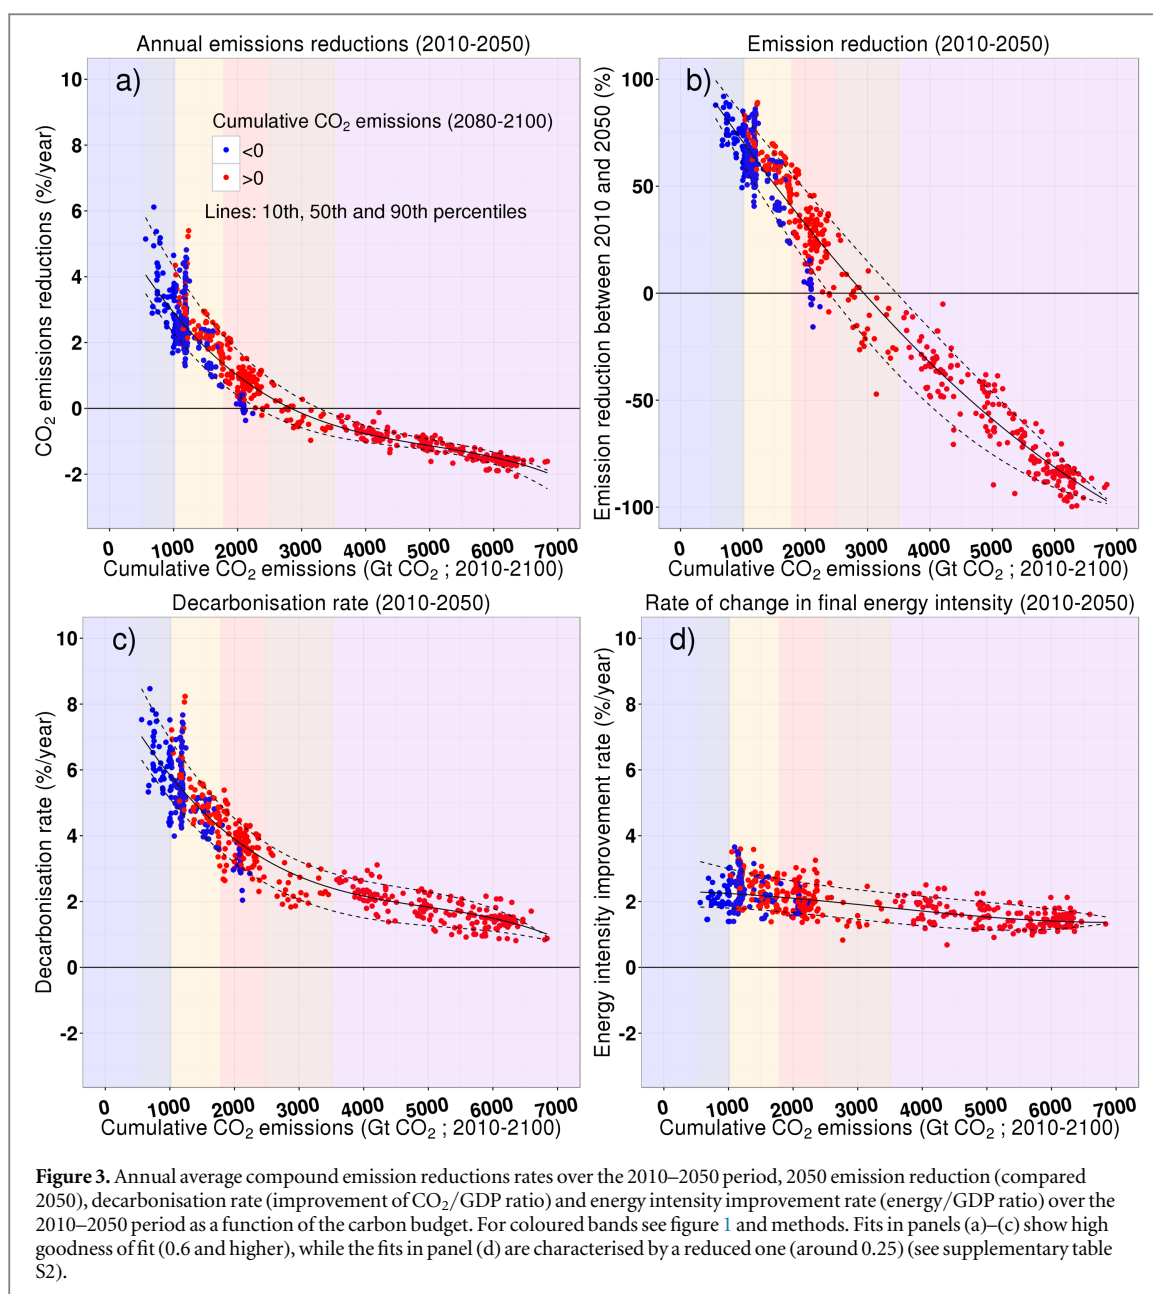 Annual emissions reductions (2010-2050)
a)
CO2 emissions reductions (%/year)
10
8
6
4
2
0
-2
Cumulative CO2 emissions (2080-2100)
<0
>0
Lines: 10th, 50th and 90th percentiles
0 1000 2000 3000 4000 5000 6000 7000
Cumulative CO2 emissions (Gt CO2 ; 2010-2100)
Emission reduction (2010-2050)
b)
Emission reduction between 2010 and 2050 (%)
100
50
0
-50
-100
0 1000 2000 3000 4000 5000 6000 7000
Cumulative CO2 emissions (Gt CO2 ; 2010-2100)
Decarbonisation rate (2010-2050)
c)
Decarbonisation rate (%/year)
10
8
6
4
2
0
-2
0 1000 2000 3000 4000 5000 6000 7000
Cumulative CO2 emissions (Gt CO2 ; 2010-2100)
Rate of change in final energy intensity (2010-2050)
d)
Energy intensity improvement rate (%/year)
10
8
6
4
2
0
-2
0 1000 2000 3000 4000 5000 6000 7000
Cumulative CO2 emissions (Gt CO2 ; 2010-2100)
Figure 3. Annual average compound emission reductions rates over the 2010–2050 period, 2050 emission reduction (compared
2050), decarbonisation rate (improvement of CO2/GDP ratio) and energy intensity improvement rate (energy/GDP ratio) over the
2010–2050 period as a function of the carbon budget. For coloured bands see figure 1 and methods. Fits in panels (a)–(c) show high
goodness of fit (0.6 and higher), while the fits in panel (d) are characterised by a reduced one (around 0.25) (see supplementary table
S2).